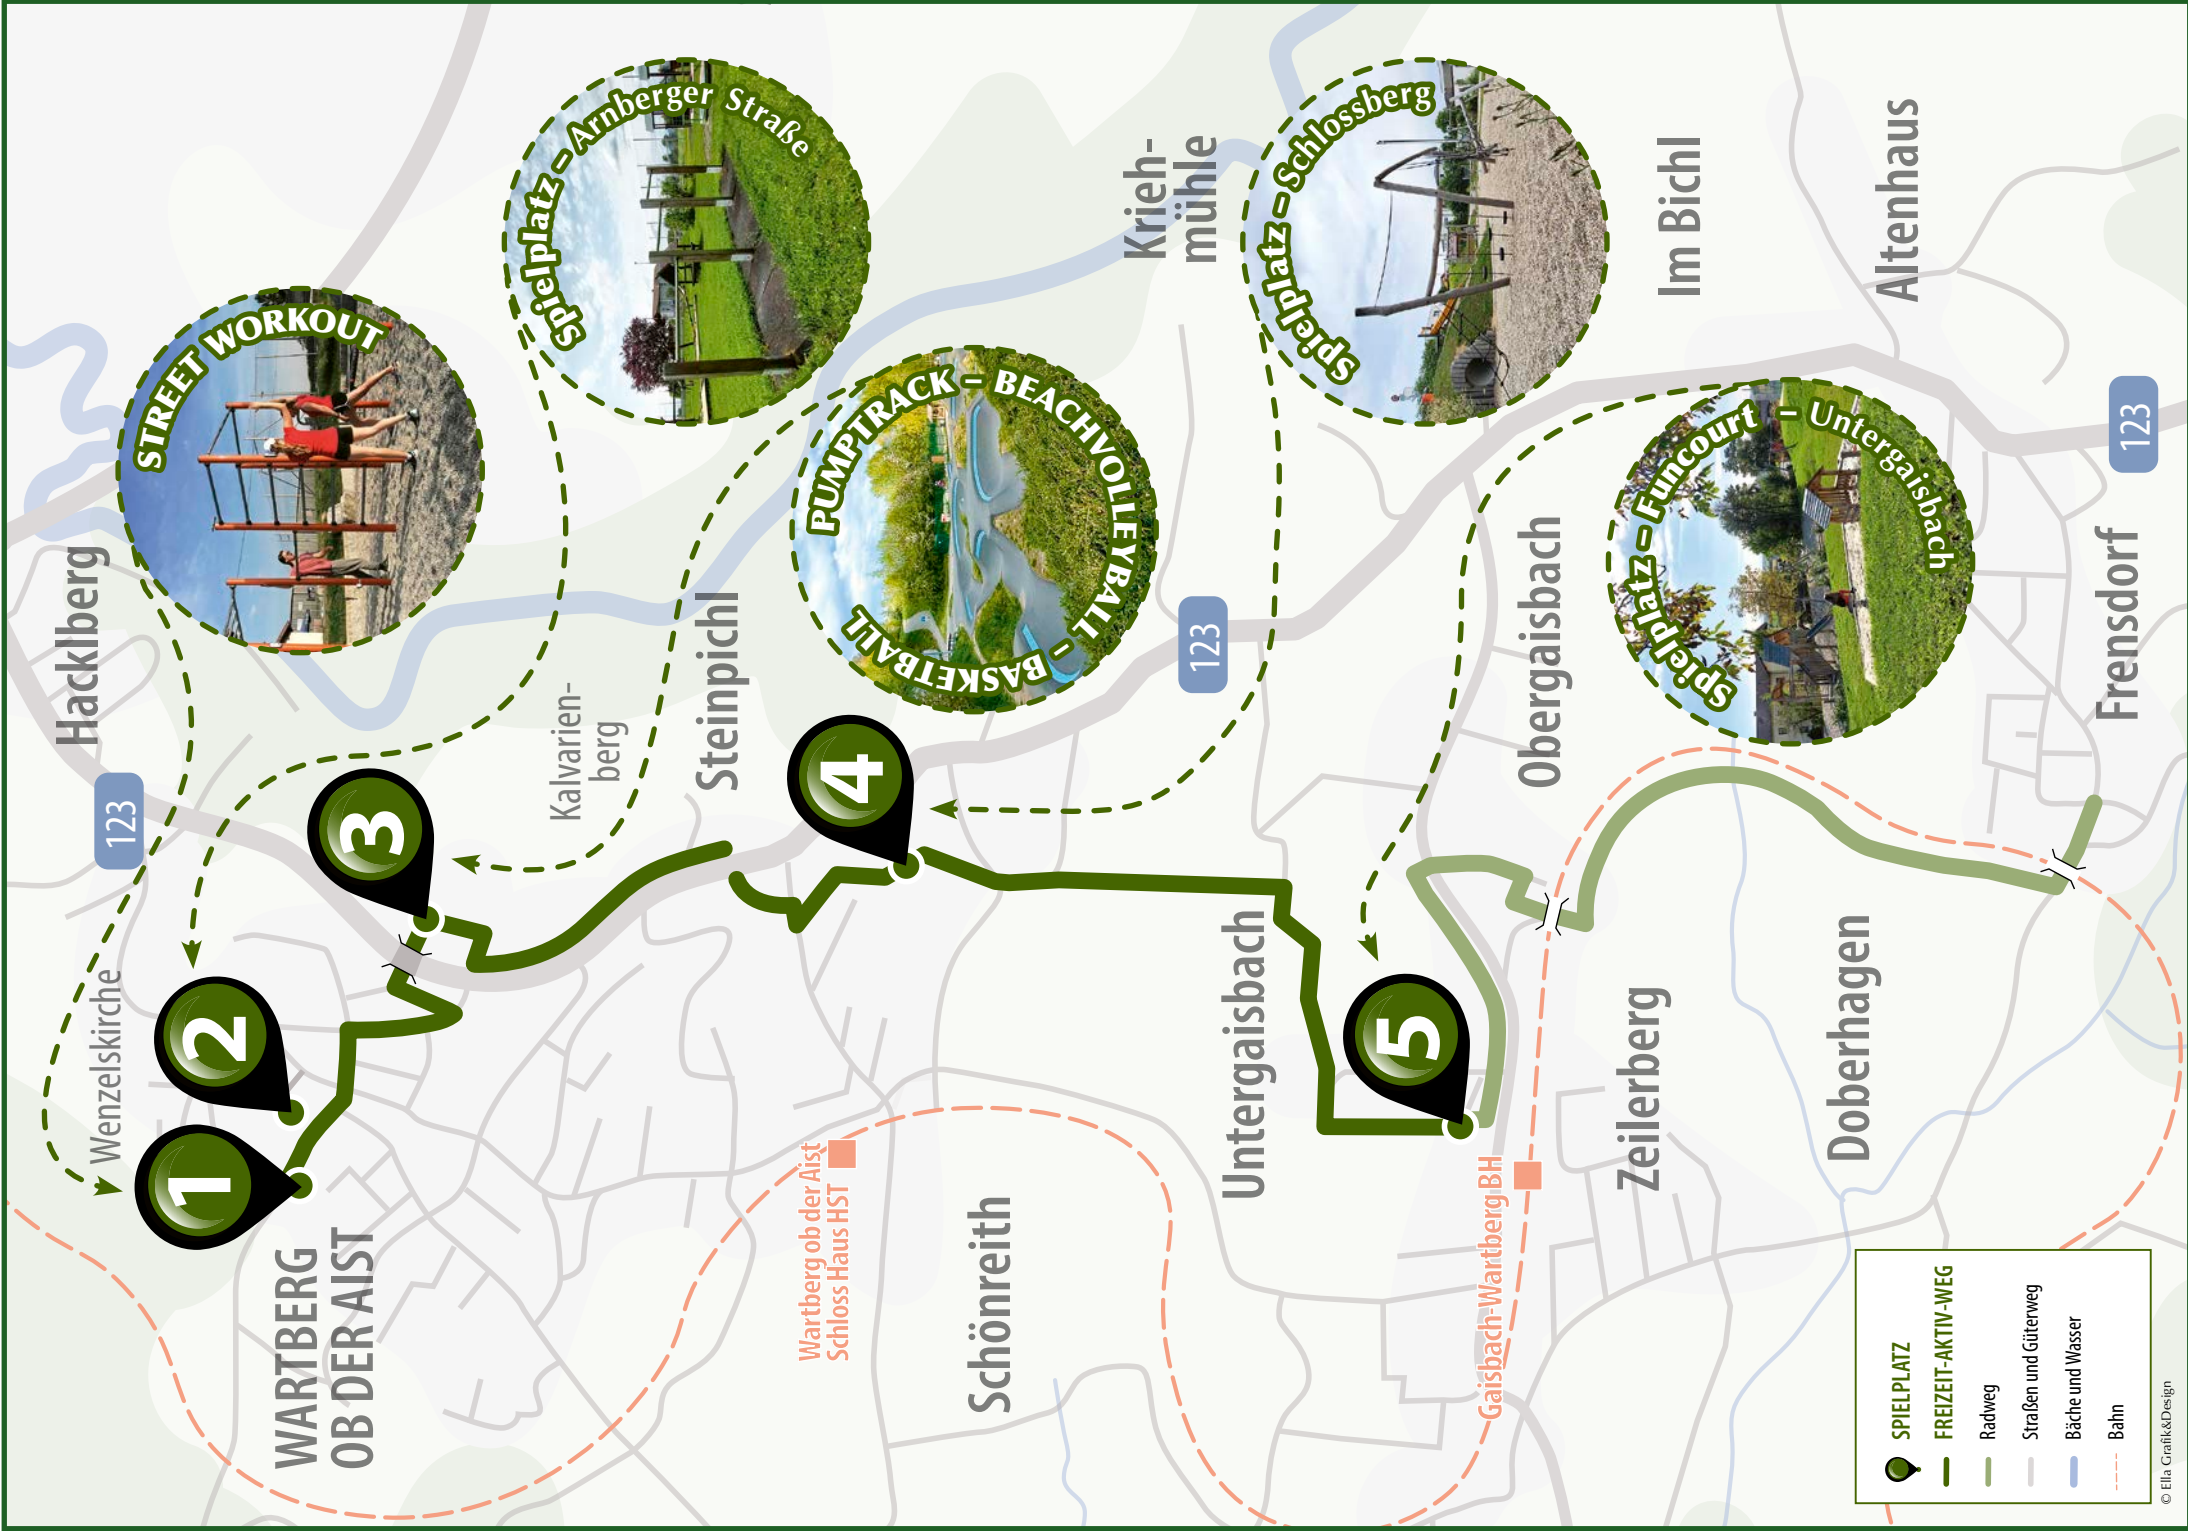 STREET WORKOUT
Spielplatz – Arnberger Straße
PUMPTRACK – BEACHVOLLEYBALL – BASKETBALL
Spielplatz – Schlossberg
Spielplatz – Funcourt – Untergaisbach
Hacklberg
123
Wenzelskirche
1
2
3
4
5
WARTBERG
OB DER AIST
Kalvarien-
berg
Steinpichl
Krieh-
mühle
123
Im Bichl
Altenhaus
123
Obergaisbach
Frensdorf
Untergaisbach
Zeilerberg
Doberhagen
Schönreith
Wartberg ob der Aist
Schloss Haus HST
Gaisbach-Wartberg BH
SPIELPLATZ
FREIZEIT-AKTIV-WEG
Radweg
Straßen und Güterweg
Bäche und Wasser
Bahn
© Ella Grafik&Design